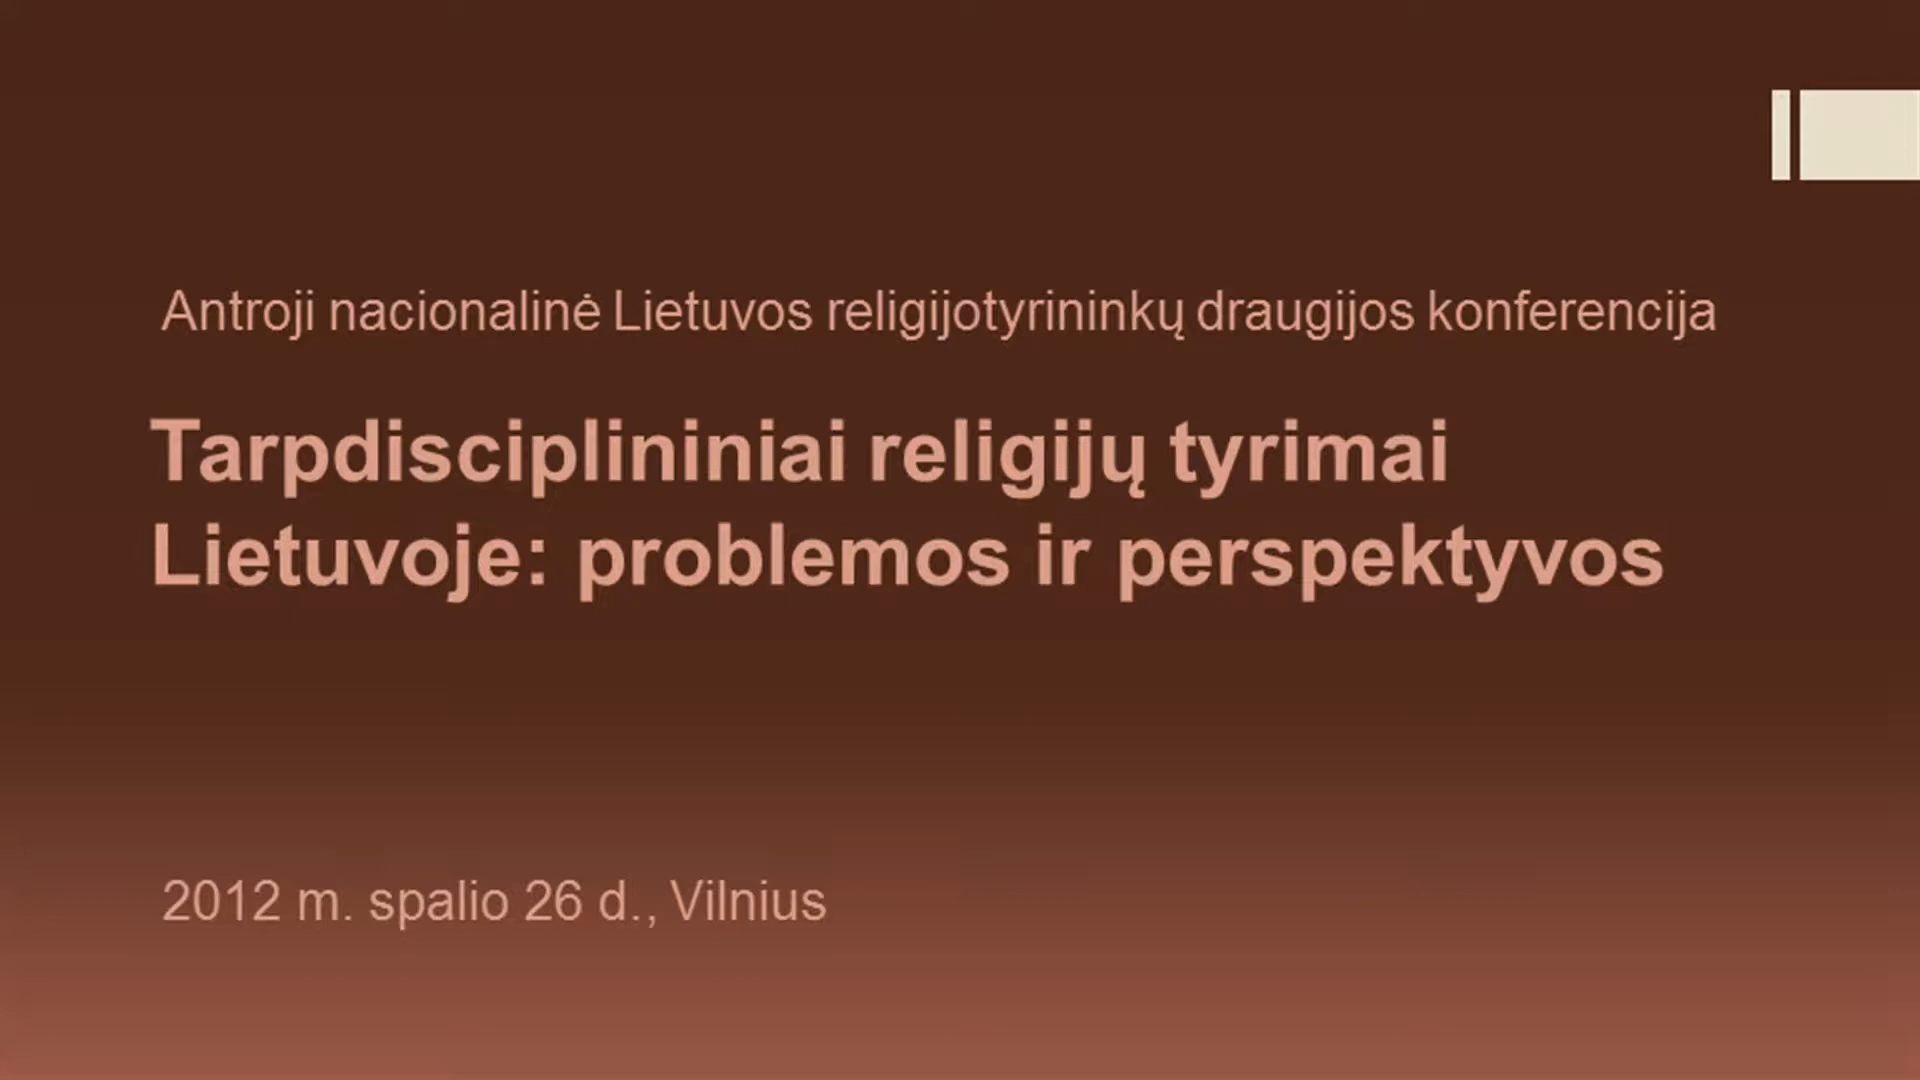 Antroji nacionalinė Lietuvos religijotyrininkų draugijos konferencija
Tarpdisciplininiai religijų tyrimai
Lietuvoje: problemos ir perspektyvos
2012 m. spalio 26 d., Vilnius